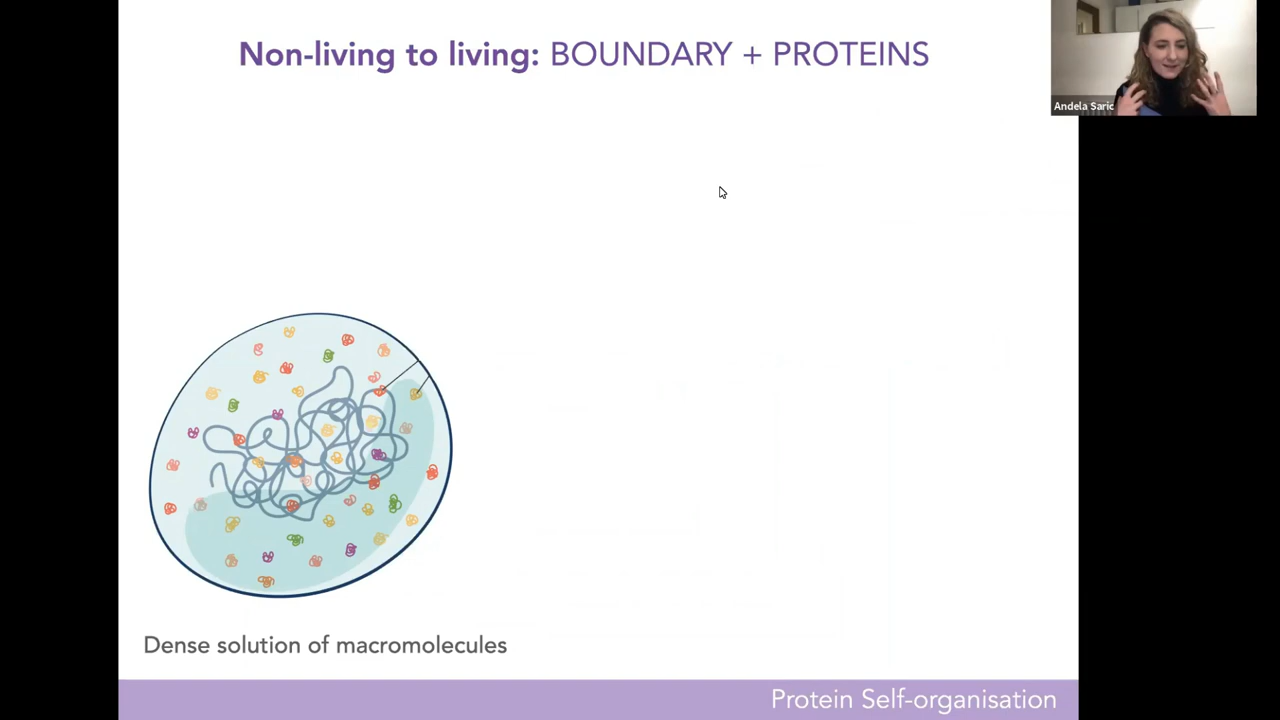 Non-living to living: BOUNDARY + PROTEINS
Andela Saric
Dense solution of macromolecules
Protein Self-organisation